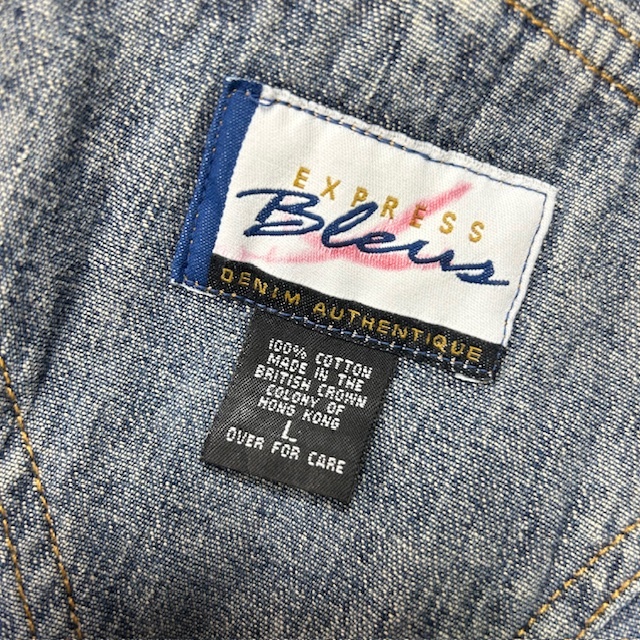 EXPRESS
Bleus
DENIM AUTHENTIQUE
100% COTTON
MADE IN THE
BRITISH CROWN
COLONY OF
HONG KONG
L
OVER FOR CARE